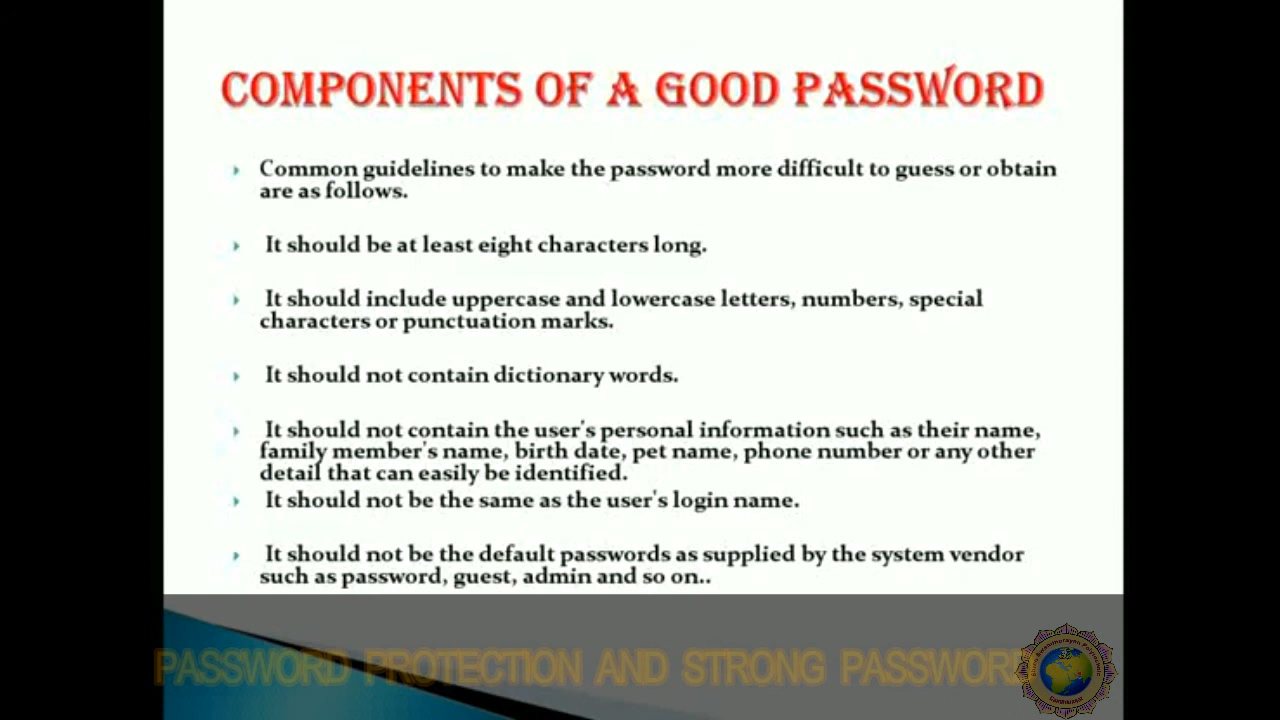 COMPONENTS OF A GOOD PASSWORD
Common guidelines to make the password more difficult to guess or obtain
are as follows.
It should be at least eight characters long.
It should include uppercase and lowercase letters, numbers, special
characters or punctuation marks.
It should not contain dictionary words.
It should not contain the user's personal information such as their name,
family member's name, birth date, pet name, phone number or any other
detail that can easily be identified.
It should not be the same as the user's login name.
It should not be the default passwords as supplied by the system vendor
such as password, guest, admin and so on..
PASSWORD PROTECTION AND STRONG PASSWORD